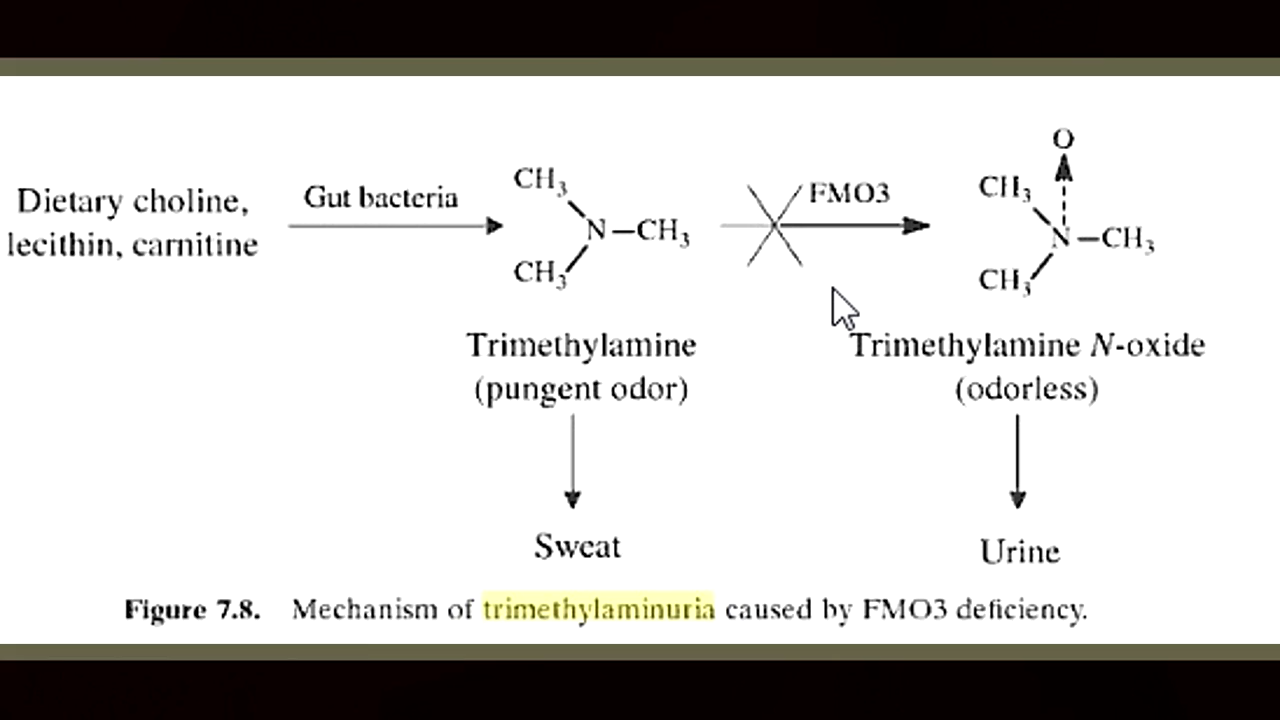 Dietary choline,
lecithin, carnitine
Gut bacteria
CH3
N–CH3
CH3
FMO3
O
CH3
N–CH3
CH3
Trimethylamine
(pungent odor)
Trimethylamine N-oxide
(odorless)
Sweat
Urine
Figure 7.8. Mechanism of trimethylaminuria caused by FMO3 deficiency.